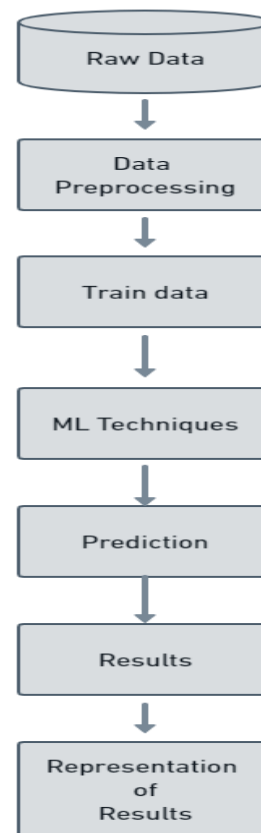 Raw Data
Data
Preprocessing
Train data
ML Techniques
Prediction
Results
Representation
of
Results